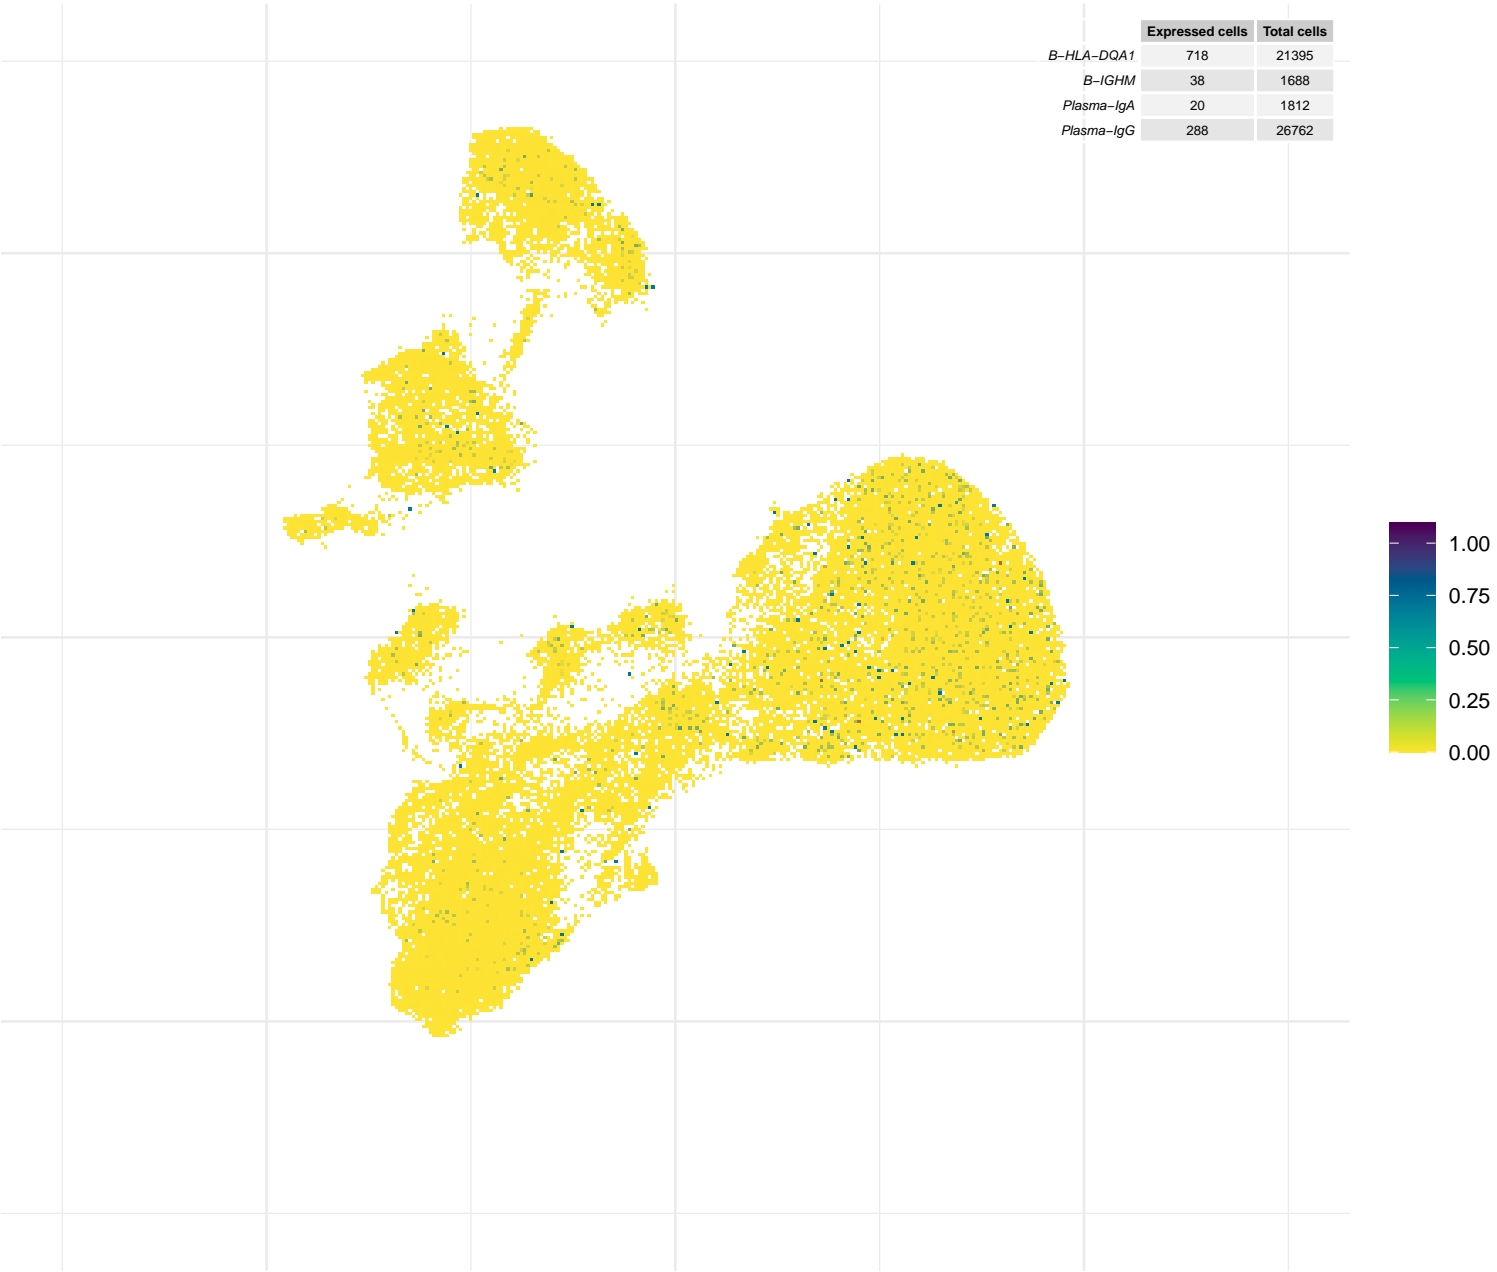 Expressed cells Total cells
B−HLA−DQA1 718 21395
B−IGHM 38 1688
Plasma−IgA 20 1812
Plasma−IgG 288 26762
1.00
0.75
0.50
0.25
0.00